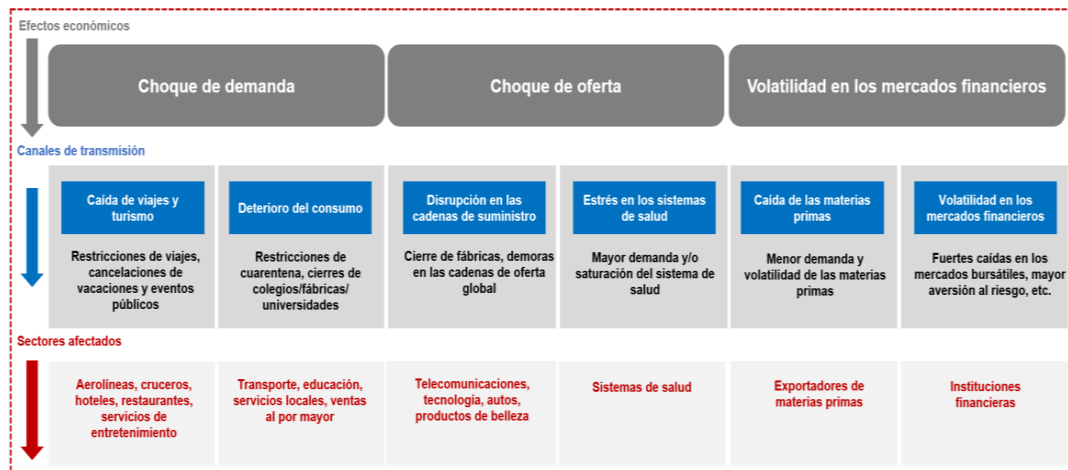 Efectos económicos
Choque de demanda
Choque de oferta
Volatilidad en los mercados financieros
Canales de transmisión
Caída de viajes y
turismo
Restricciones de viajes,
cancelaciones de
vacaciones y eventos
públicos
Deterioro del consumo
Restricciones de
cuarentena, cierres de
colegios/fábricas/
universidades
Disrupción en las
cadenas de suministro
Cierre de fábricas, demoras
en las cadenas de oferta
global
Estrés en los sistemas
de salud
Mayor demanda y/o
saturación del sistema de
salud
Caída de las materias
primas
Menor demanda y
volatilidad de las materias
primas
Volatilidad en los
mercados financieros
Fuertes caídas en los
mercados bursátiles, mayor
aversión al riesgo, etc.
Sectores afectados
Aerolíneas, cruceros,
hoteles, restaurantes,
servicios de
entretenimiento
Transporte, educación,
servicios locales, ventas
al por mayor
Telecomunicaciones,
tecnología, autos,
productos de belleza
Sistemas de salud
Exportadores de
materias primas
Instituciones
financieras